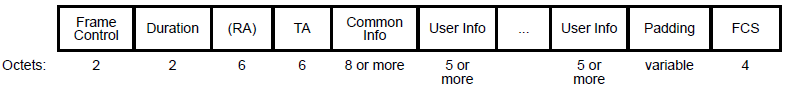 Frame Control Duration (RA) TA Common Info User Info ... User Info Padding FCS
Octets: 2 2 6 6 8 or more 5 or more 5 or more variable 4